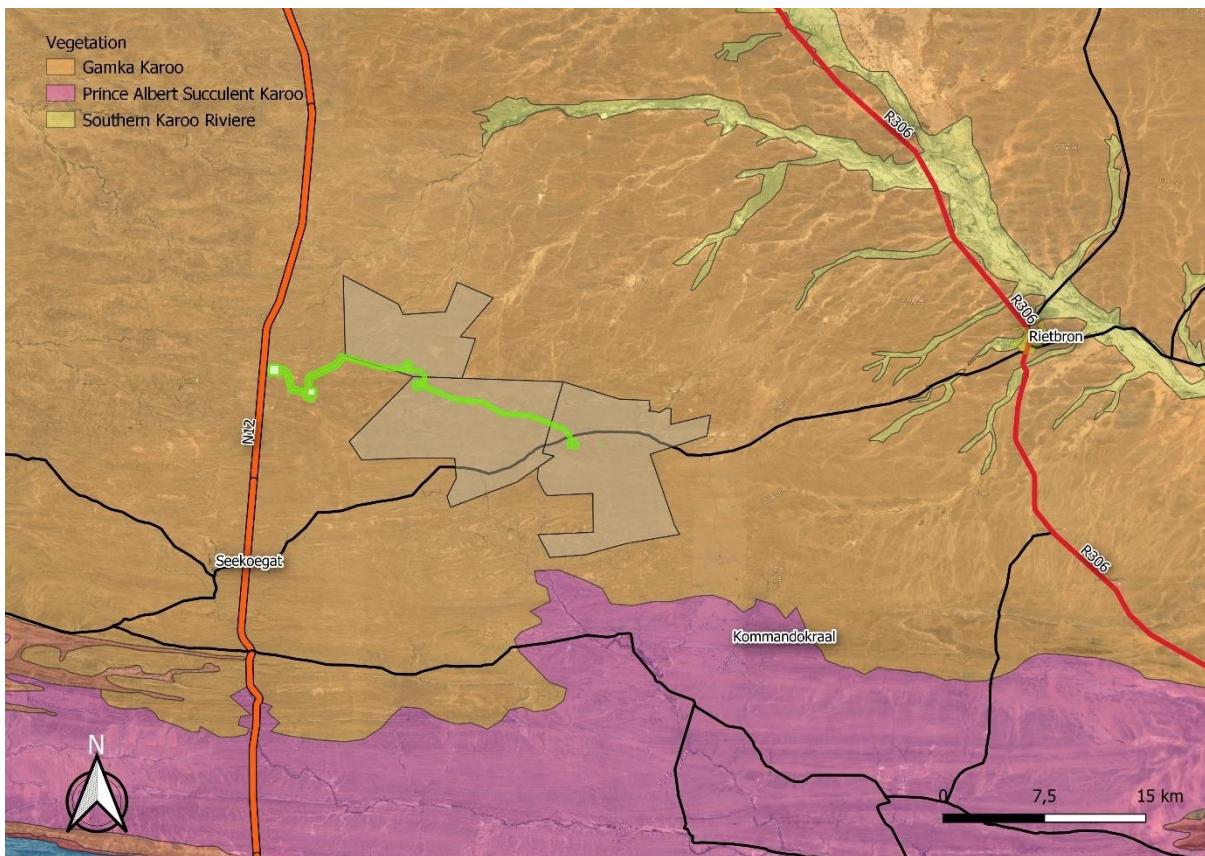 Vegetation
Gamka Karoo
Prince Albert Succulent Karoo
Southern Karoo Riviere
R306
R306
Rietbron
N12
Seekoegat
R306
Kommandokraal
N
0 7,5 15 km